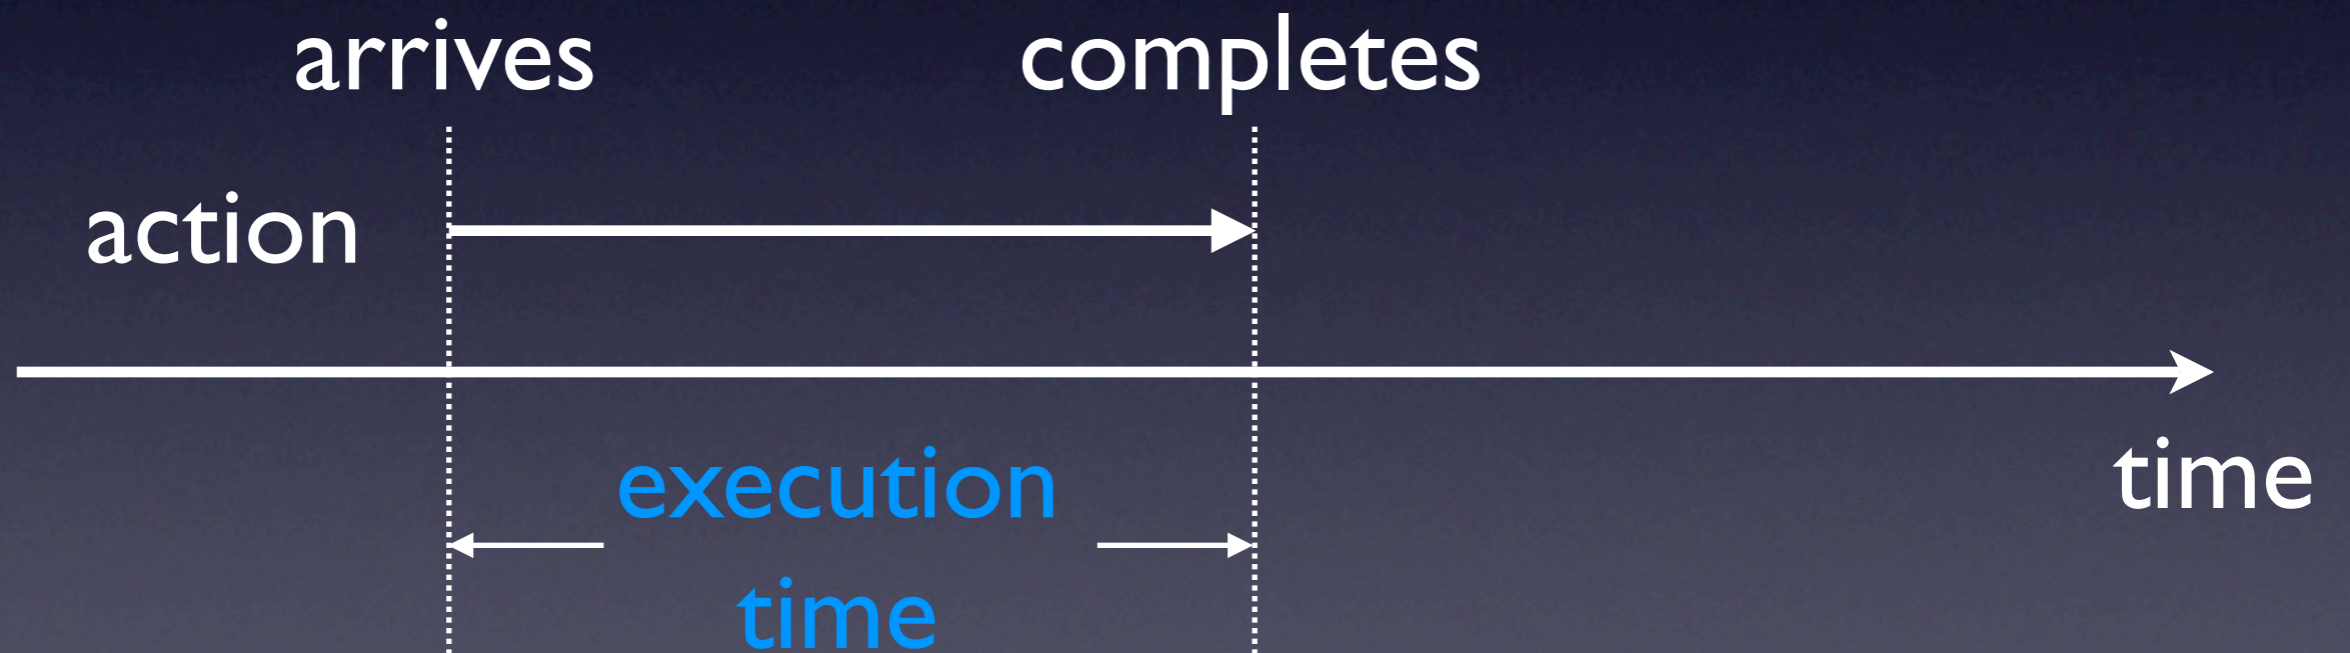 arrives completes
action
time
execution
time